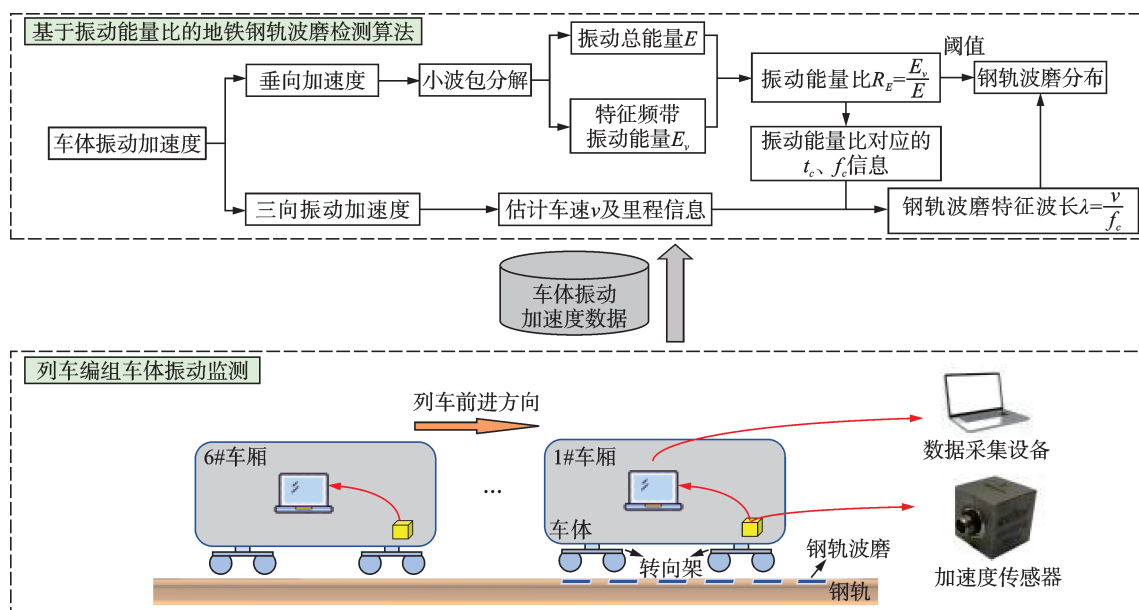 基于振动能量比的地铁钢轨波磨检测算法
车体振动加速度
垂向加速度
小波包分解
振动总能量E
特征频带
振动能量Eᵥ
振动能量比R_E=E_v/E
阈值
钢轨波磨分布
振动能量比对应的
t_c、f_c信息
三向振动加速度
估计车速v及里程信息
钢轨波磨特征波长λ=v/f_c
车体振动
加速度数据
列车编组车体振动监测
列车前进方向
6#车厢
...
1#车厢
车体
转向架
钢轨波磨
钢轨
数据采集设备
加速度传感器